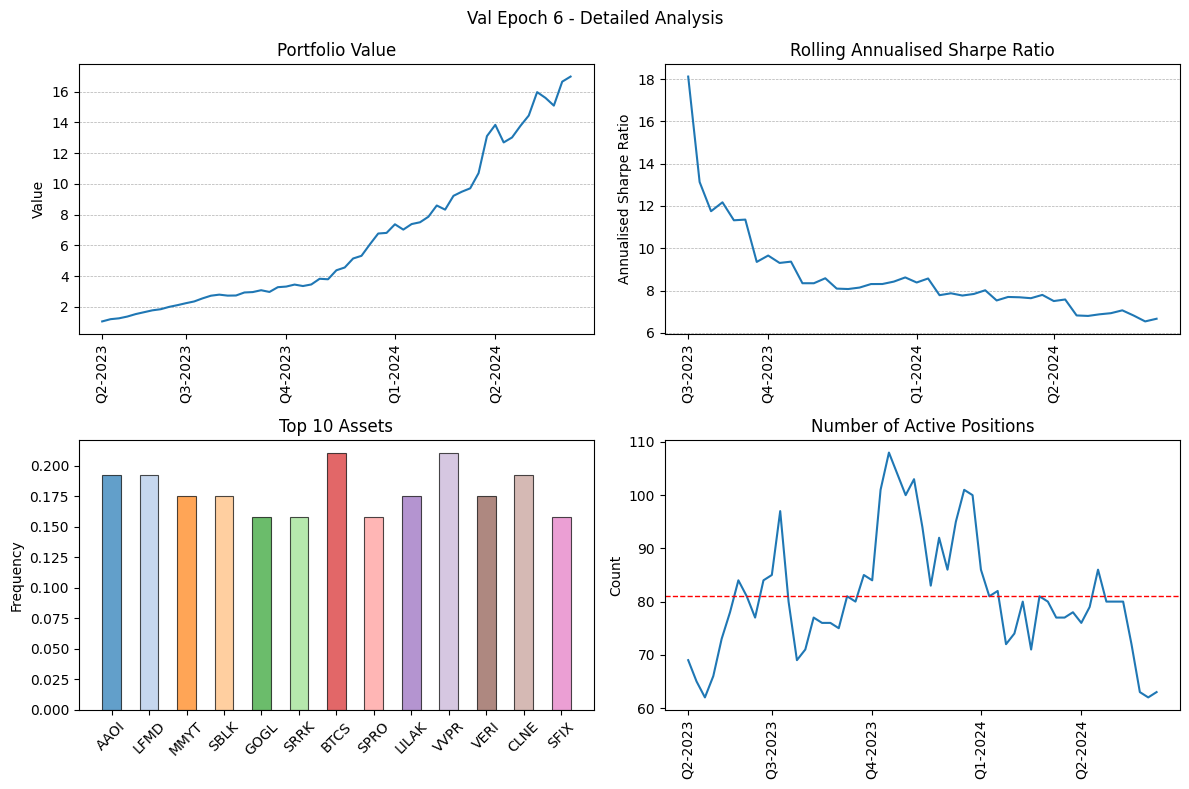 Val Epoch 6 - Detailed Analysis
Portfolio Value
Value
16
14
12
10
8
6
4
2
Q2-2023
Q3-2023
Q4-2023
Q1-2024
Q2-2024
Rolling Annualised Sharpe Ratio
Annualised Sharpe Ratio
18
16
14
12
10
8
6
Q3-2023
Q4-2023
Q1-2024
Q2-2024
Top 10 Assets
Frequency
0.200
0.175
0.150
0.125
0.100
0.075
0.050
0.025
0.000
AAOI
LFMD
MMYT
SBLK
GOGL
SRRK
BTCS
SPRO
LILAK
VVPR
VERI
CLNE
SFIX
Number of Active Positions
Count
110
100
90
80
70
60
Q2-2023
Q3-2023
Q4-2023
Q1-2024
Q2-2024